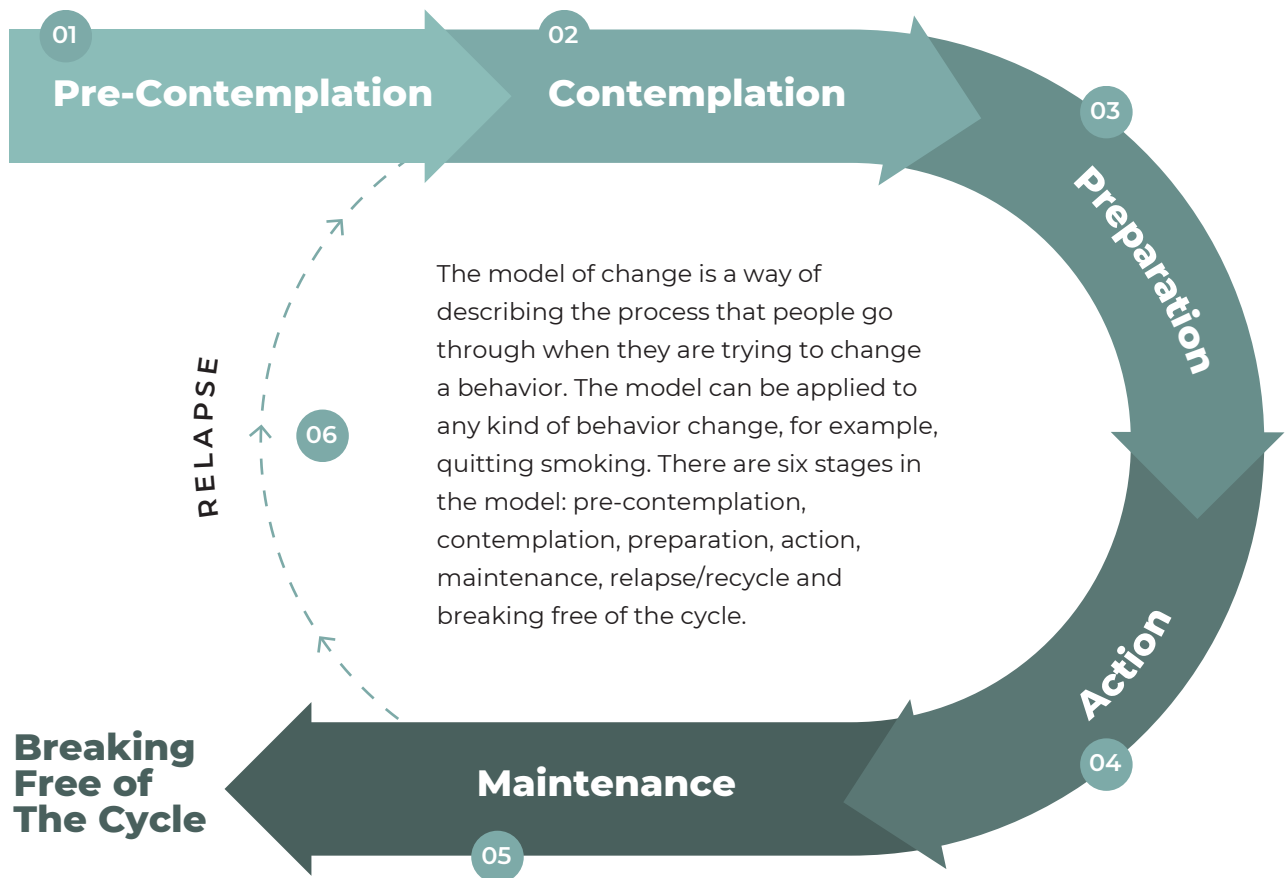 01
Pre-Contemplation
02
Contemplation
03
Preparation
The model of change is a way of
describing the process that people go
through when they are trying to change
a behavior. The model can be applied to
any kind of behavior change, for example,
quitting smoking. There are six stages in
the model: pre-contemplation,
contemplation, preparation, action,
maintenance, relapse/recycle and
breaking free of the cycle.
RELAPSE
06
Action
04
Maintenance
05
Breaking
Free of
The Cycle